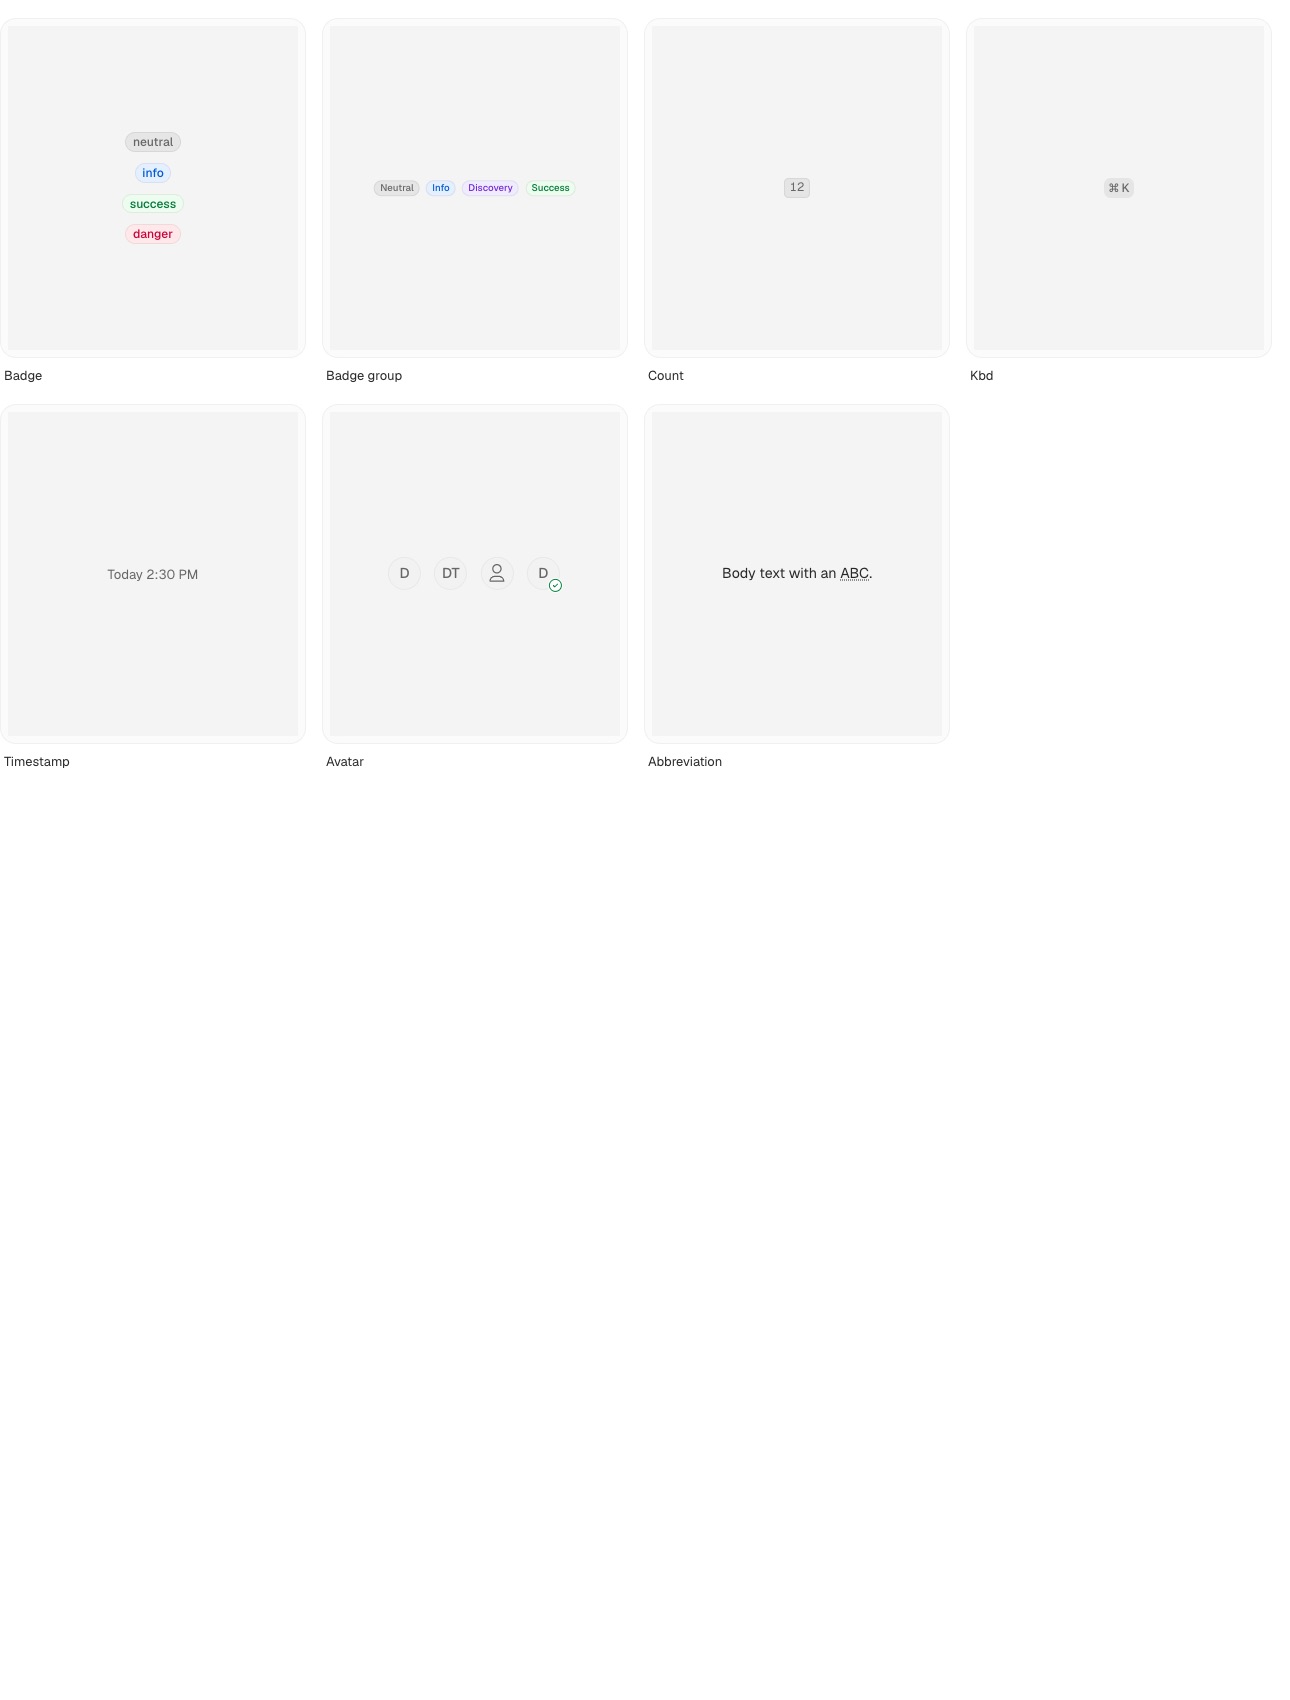 neutral
info
success
danger
Neutral Info Discovery Success
12
⌘ K
Badge
Badge group
Count
Kbd
Today 2:30 PM
D DT D
Body text with an ABC.
Timestamp
Avatar
Abbreviation